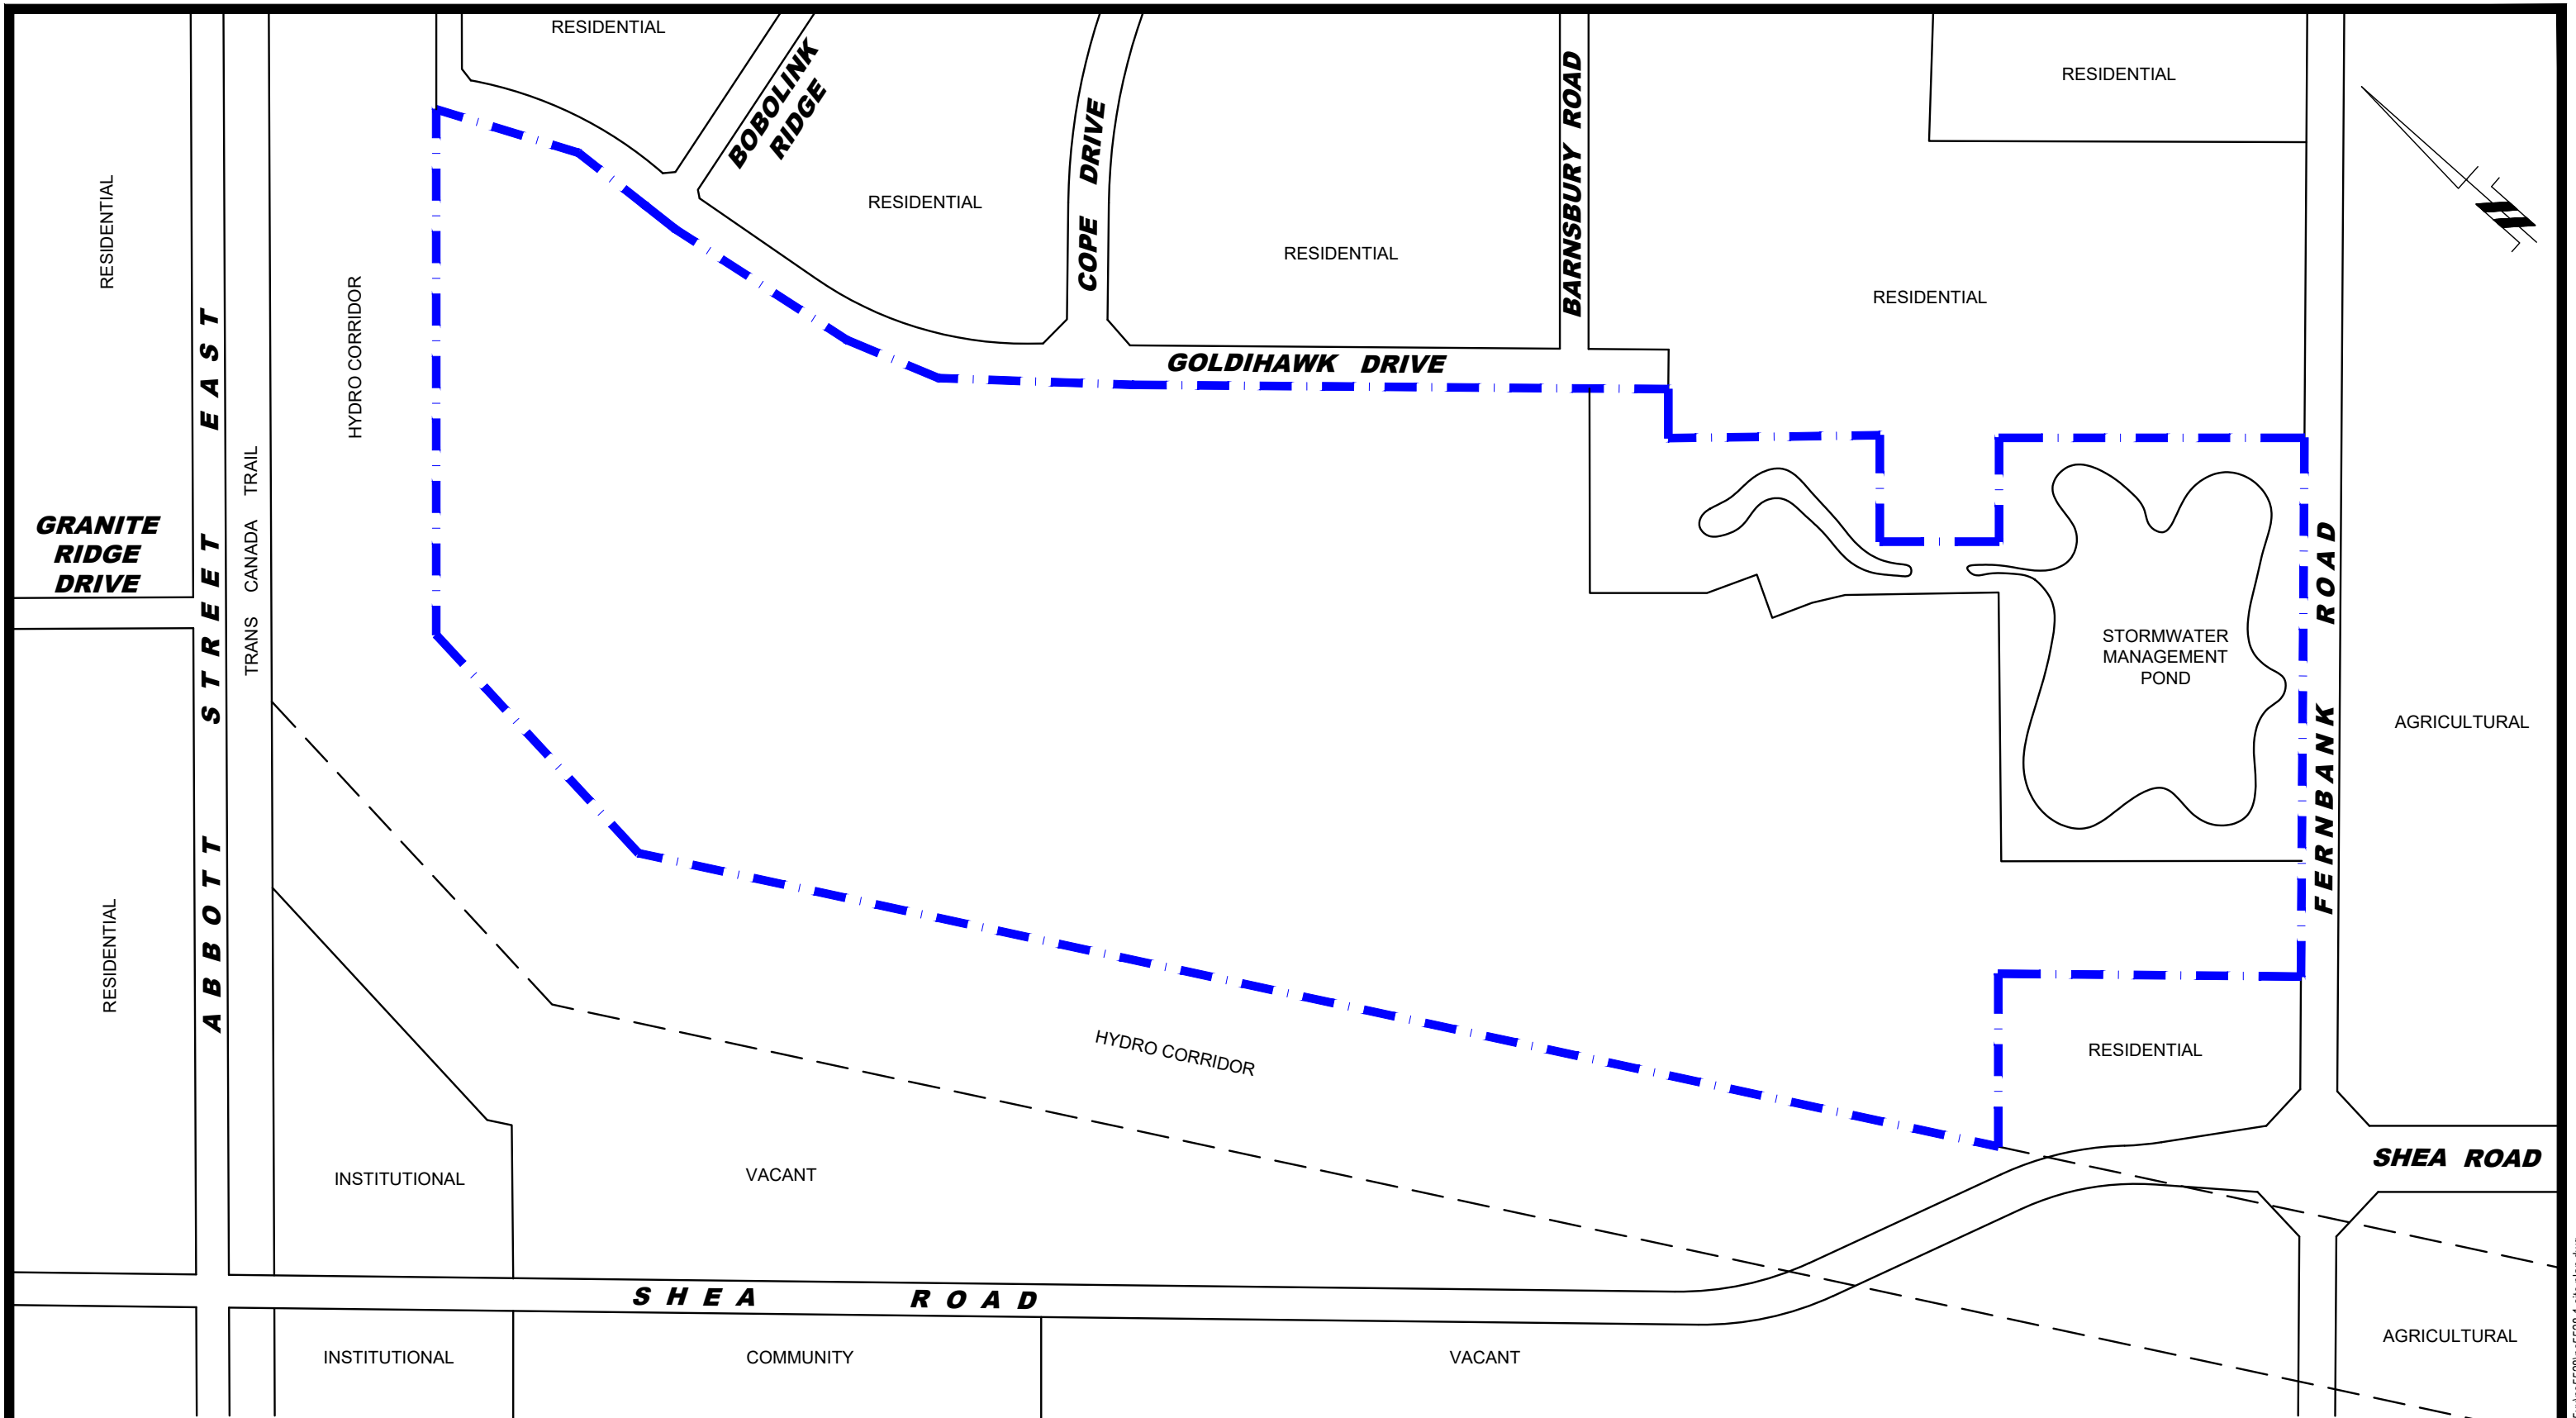 RESIDENTIAL
BOBOLINK
RIDGE
RESIDENTIAL
COPE DRIVE
RESIDENTIAL
BARNSBURY ROAD
RESIDENTIAL
RESIDENTIAL
RESIDENTIAL
HYDRO CORRIDOR
GOLDIHAWK DRIVE
ABBOTT STREET EAST
TRANS CANADA TRAIL
GRANITE
RIDGE
DRIVE
STORMWATER
MANAGEMENT
POND
FERNBANK ROAD
AGRICULTURAL
RESIDENTIAL
HYDRO CORRIDOR
RESIDENTIAL
SHEA ROAD
INSTITUTIONAL
VACANT
SHEA ROAD
INSTITUTIONAL
COMMUNITY
VACANT
AGRICULTURAL